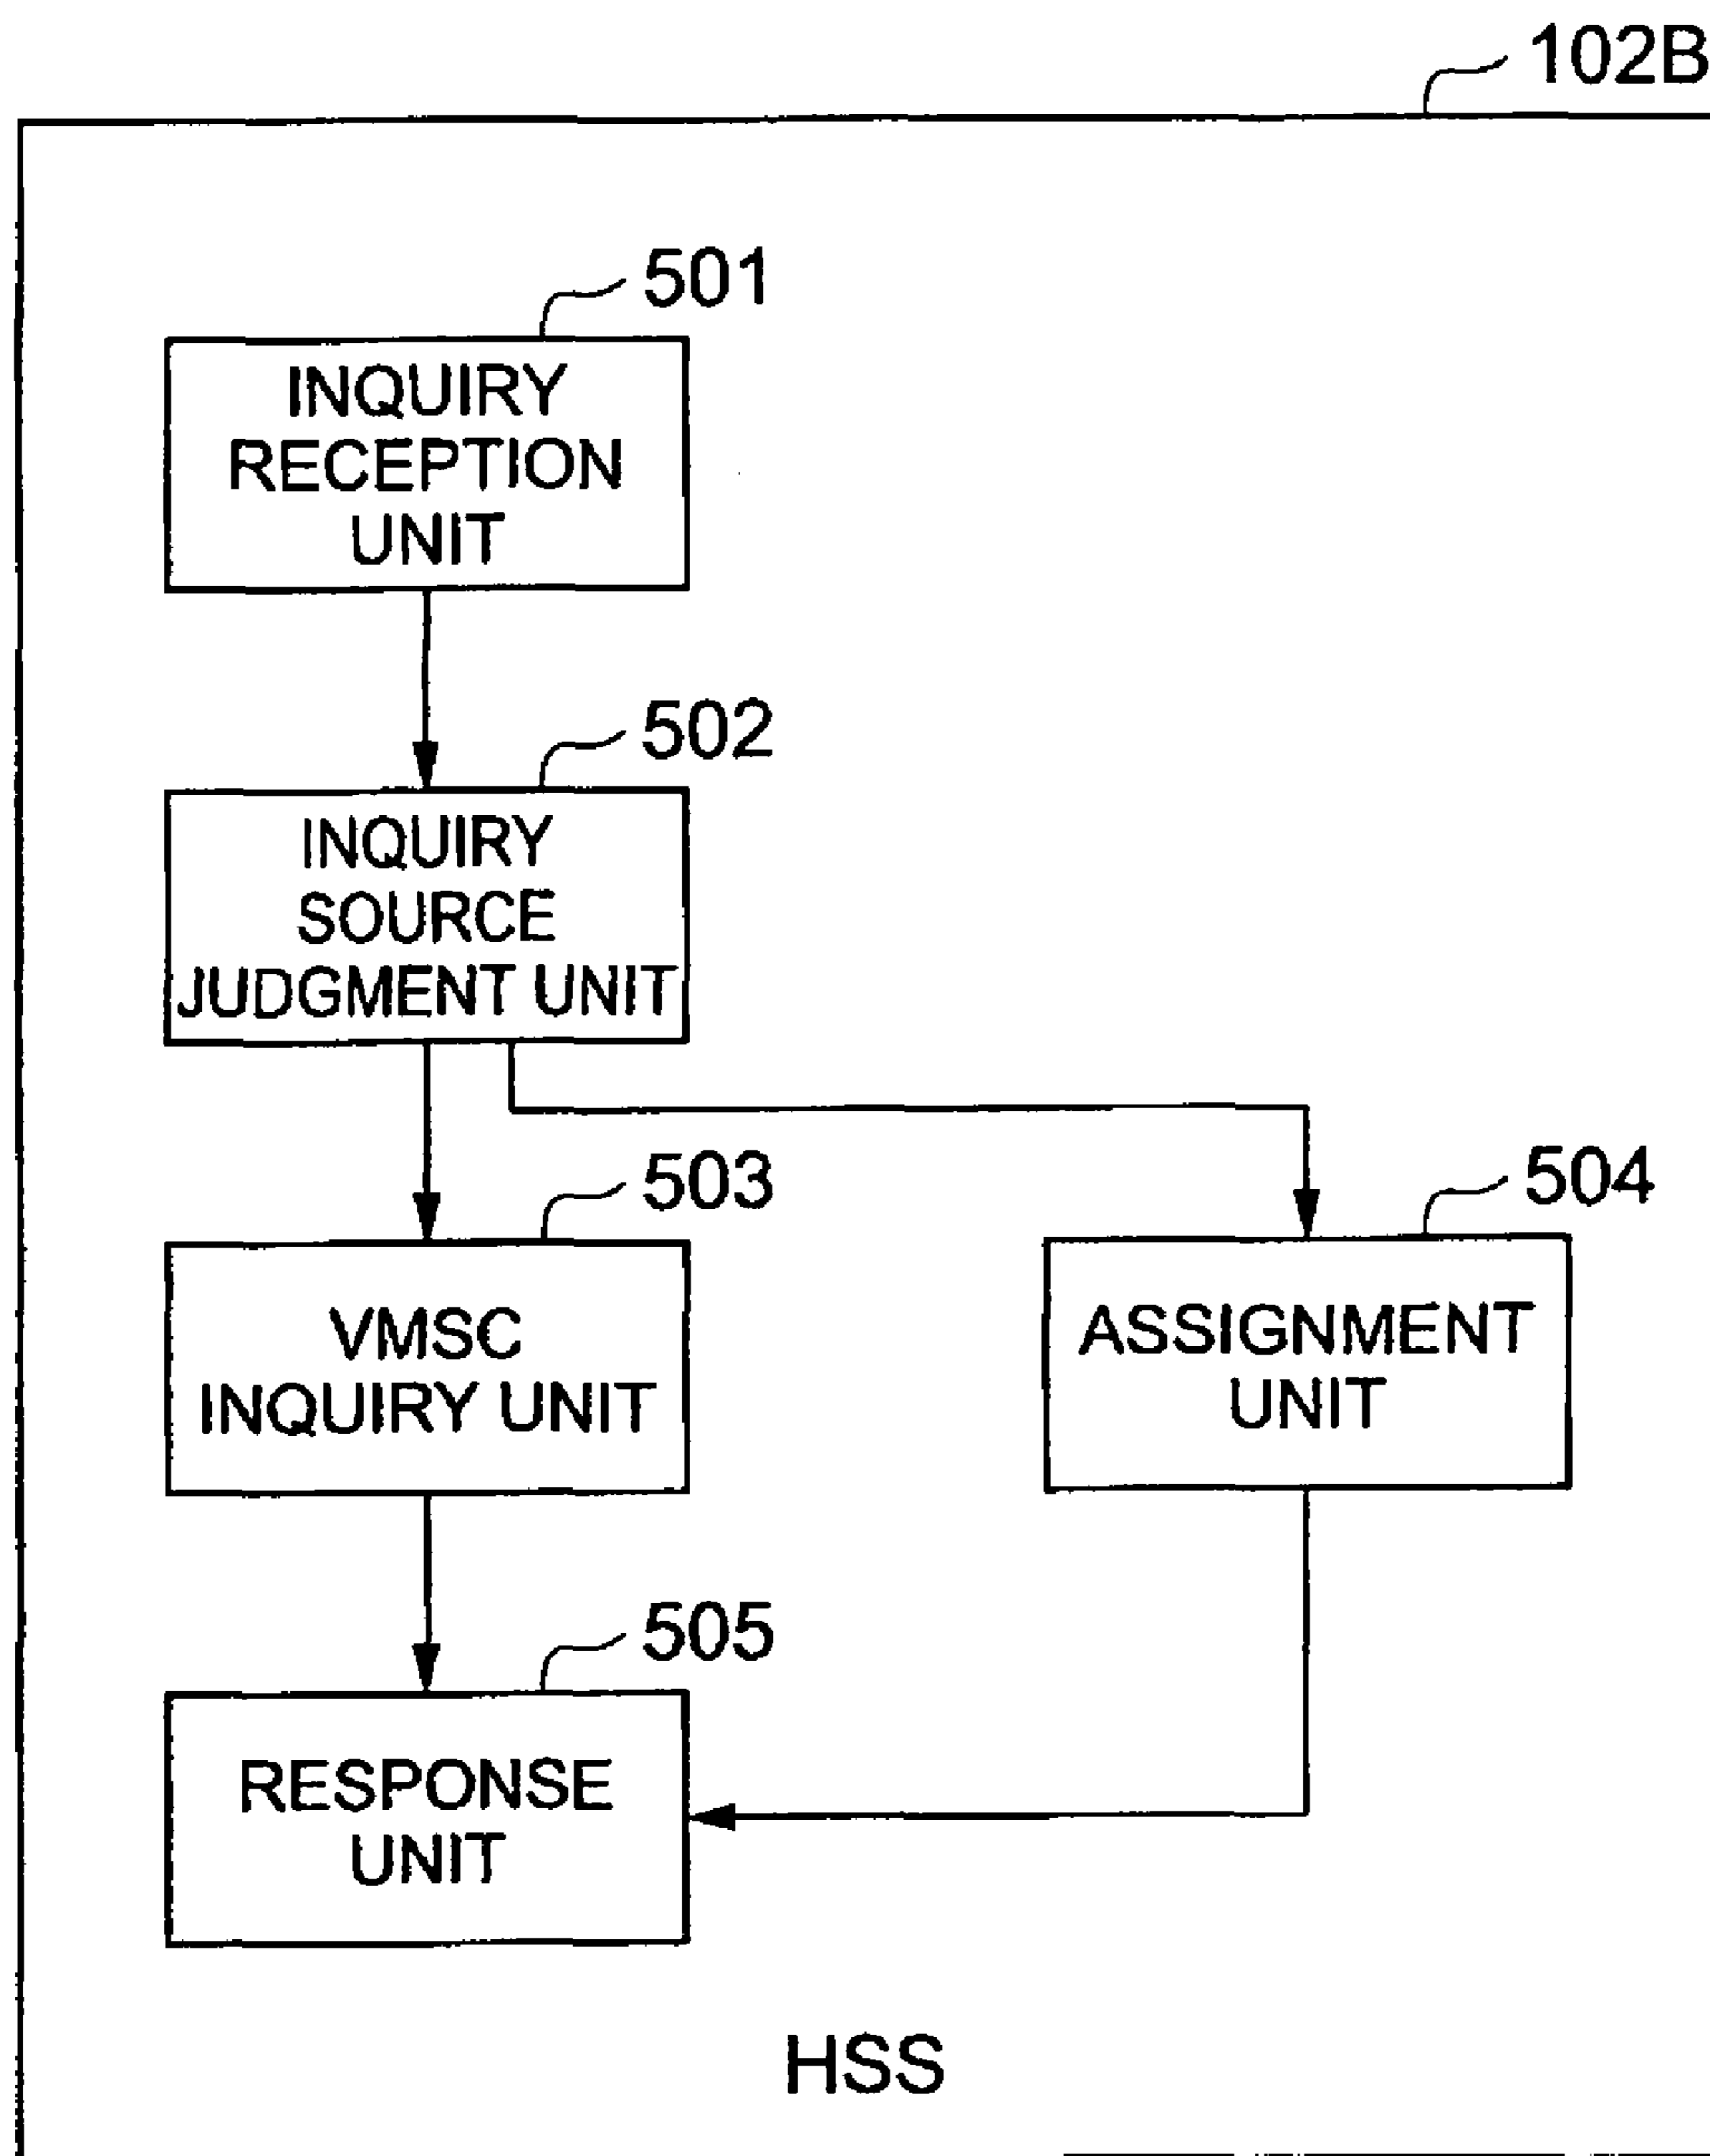 102B
501
INQUIRY
RECEPTION
UNIT
502
INQUIRY
SOURCE
JUDGMENT UNIT
503
VMSC
INQUIRY UNIT
504
ASSIGNMENT
UNIT
505
RESPONSE
UNIT
HSS